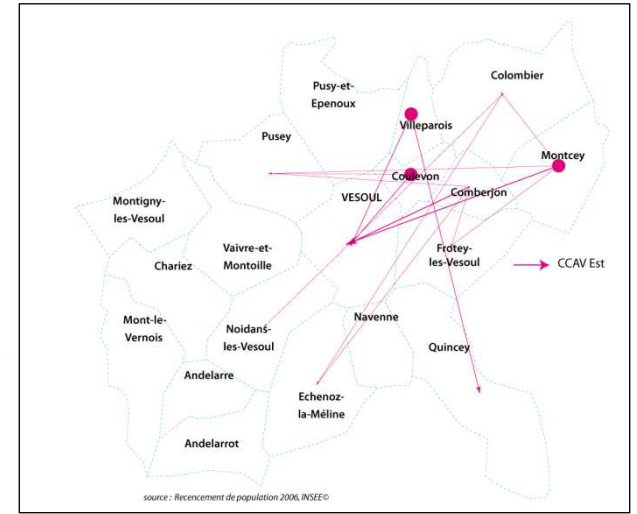 Colombier
Pusy-et-
Epenoux
Villeparois
Pusey
Montcey
Coulevon
Comberjon
VESOUL
Montigny-
les-Vesoul
Vaivre-et-
Montoille
Frotey-
les-Vesoul
CCAV Est
Chariez
Mont-le-
Vernois
Noidans-
les-Vesoul
Navenne
Quincey
Andelarre
Echenoz-
la-Méline
Andelarrot
source : Recencement de population 2006, INSEE©